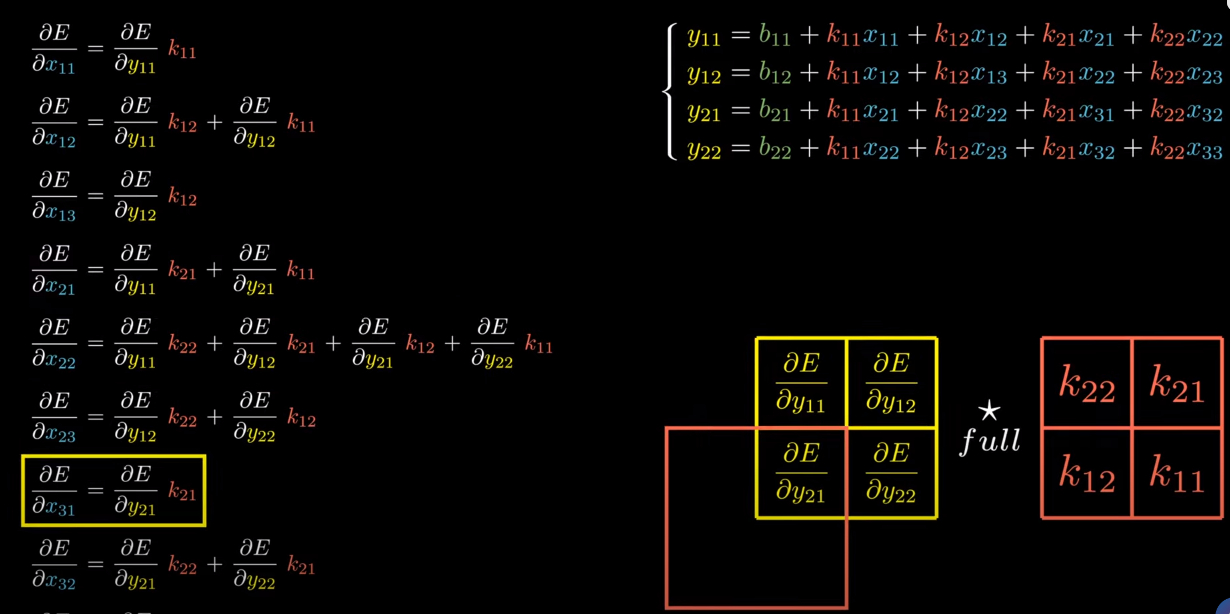 ∂E/∂x₁₁ = ∂E/∂y₁₁ k₁₁
∂E/∂x₁₂ = ∂E/∂y₁₁ k₁₂ + ∂E/∂y₁₂ k₁₁
∂E/∂x₁₃ = ∂E/∂y₁₂ k₁₂
∂E/∂x₂₁ = ∂E/∂y₁₁ k₂₁ + ∂E/∂y₂₁ k₁₁
∂E/∂x₂₂ = ∂E/∂y₁₁ k₂₂ + ∂E/∂y₁₂ k₂₁ + ∂E/∂y₂₁ k₁₂ + ∂E/∂y₂₂ k₁₁
∂E/∂x₂₃ = ∂E/∂y₁₂ k₂₂ + ∂E/∂y₂₂ k₁₂
∂E/∂x₃₁ = ∂E/∂y₂₁ k₂₁
∂E/∂x₃₂ = ∂E/∂y₂₁ k₂₂ + ∂E/∂y₂₂ k₂₁
y₁₁ = b₁₁ + k₁₁x₁₁ + k₁₂x₁₂ + k₂₁x₂₁ + k₂₂x₂₂
y₁₂ = b₁₂ + k₁₁x₁₂ + k₁₂x₁₃ + k₂₁x₂₂ + k₂₂x₂₃
y₂₁ = b₂₁ + k₁₁x₂₁ + k₁₂x₂₂ + k₂₁x₃₁ + k₂₂x₃₂
y₂₂ = b₂₂ + k₁₁x₂₂ + k₁₂x₂₃ + k₂₁x₃₂ + k₂₂x₃₃
∂E/∂y₁₁ ∂E/∂y₁₂
∂E/∂y₂₁ ∂E/∂y₂₂
⋆
full
k₂₂ k₂₁
k₁₂ k₁₁